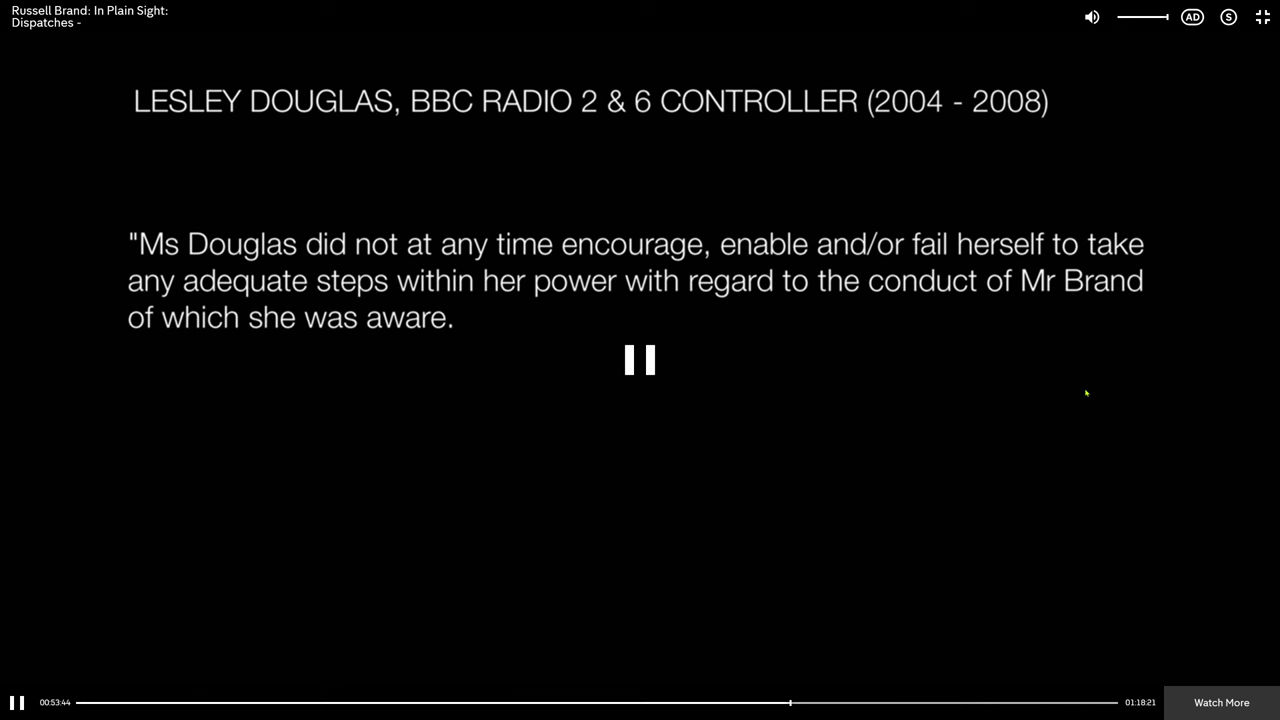 Russell Brand: In Plain Sight:
Dispatches -
AD
S
LESLEY DOUGLAS, BBC RADIO 2 & 6 CONTROLLER (2004 - 2008)
"Ms Douglas did not at any time encourage, enable and/or fail herself to take
any adequate steps within her power with regard to the conduct of Mr Brand
of which she was aware.
00:53:44
01:18:21
Watch More